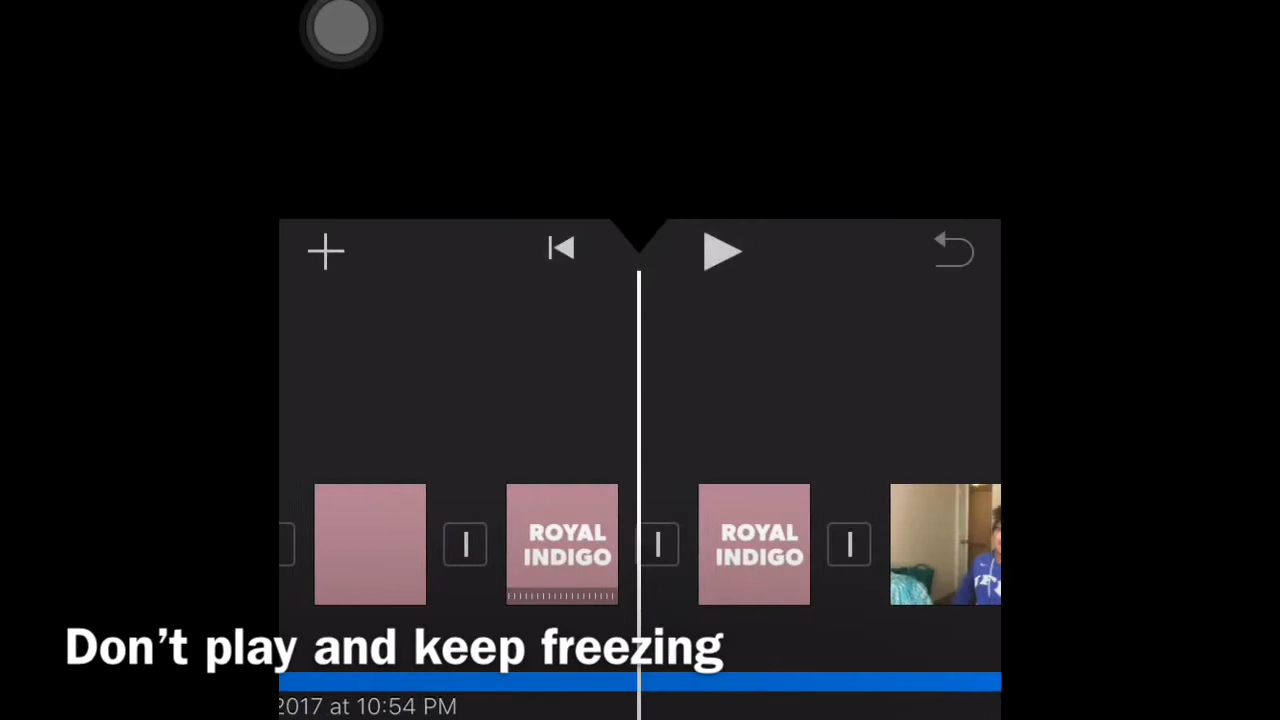 ROYAL
INDIGO
ROYAL
INDIGO
Don’t play and keep freezing
2017 at 10:54 PM